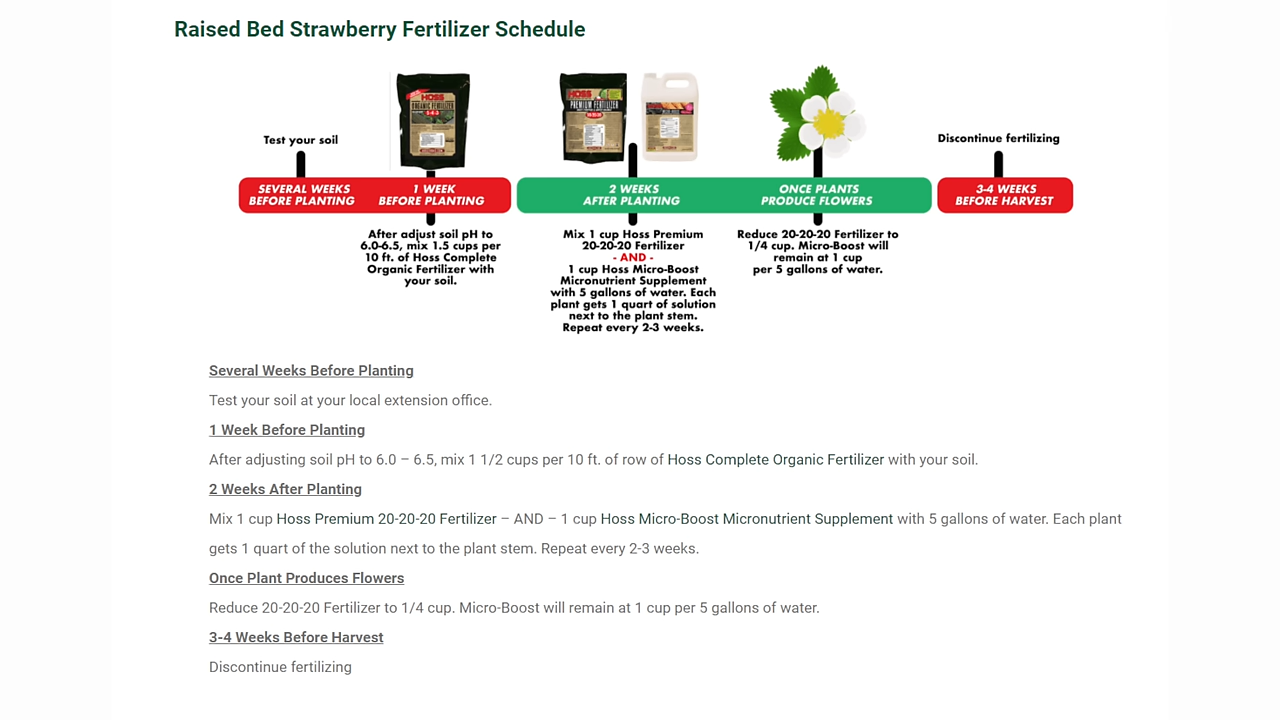 Raised Bed Strawberry Fertilizer Schedule
HOSS
ORGANIC FERTILIZER
HOSS
PREMIUM FERTILIZER
Test your soil
Discontinue fertilizing
SEVERAL WEEKS
BEFORE PLANTING
1 WEEK
BEFORE PLANTING
2 WEEKS
AFTER PLANTING
ONCE PLANTS
PRODUCE FLOWERS
3-4 WEEKS
BEFORE HARVEST
After adjust soil pH to
6.0-6.5, mix 1.5 cups per
10 ft. of Hoss Complete
Organic Fertilizer with
your soil.
Mix 1 cup Hoss Premium
20-20-20 Fertilizer
- AND -
1 cup Hoss Micro-Boost
Micronutrient Supplement
with 5 gallons of water. Each
plant gets 1 quart of solution
next to the plant stem.
Repeat every 2-3 weeks.
Reduce 20-20-20 Fertilizer to
1/4 cup. Micro-Boost will
remain at 1 cup
per 5 gallons of water.
Several Weeks Before Planting
Test your soil at your local extension office.
1 Week Before Planting
After adjusting soil pH to 6.0 – 6.5, mix 1 1/2 cups per 10 ft. of row of Hoss Complete Organic Fertilizer with your soil.
2 Weeks After Planting
Mix 1 cup Hoss Premium 20-20-20 Fertilizer – AND – 1 cup Hoss Micro-Boost Micronutrient Supplement with 5 gallons of water. Each plant
gets 1 quart of the solution next to the plant stem. Repeat every 2-3 weeks.
Once Plant Produces Flowers
Reduce 20-20-20 Fertilizer to 1/4 cup. Micro-Boost will remain at 1 cup per 5 gallons of water.
3-4 Weeks Before Harvest
Discontinue fertilizing